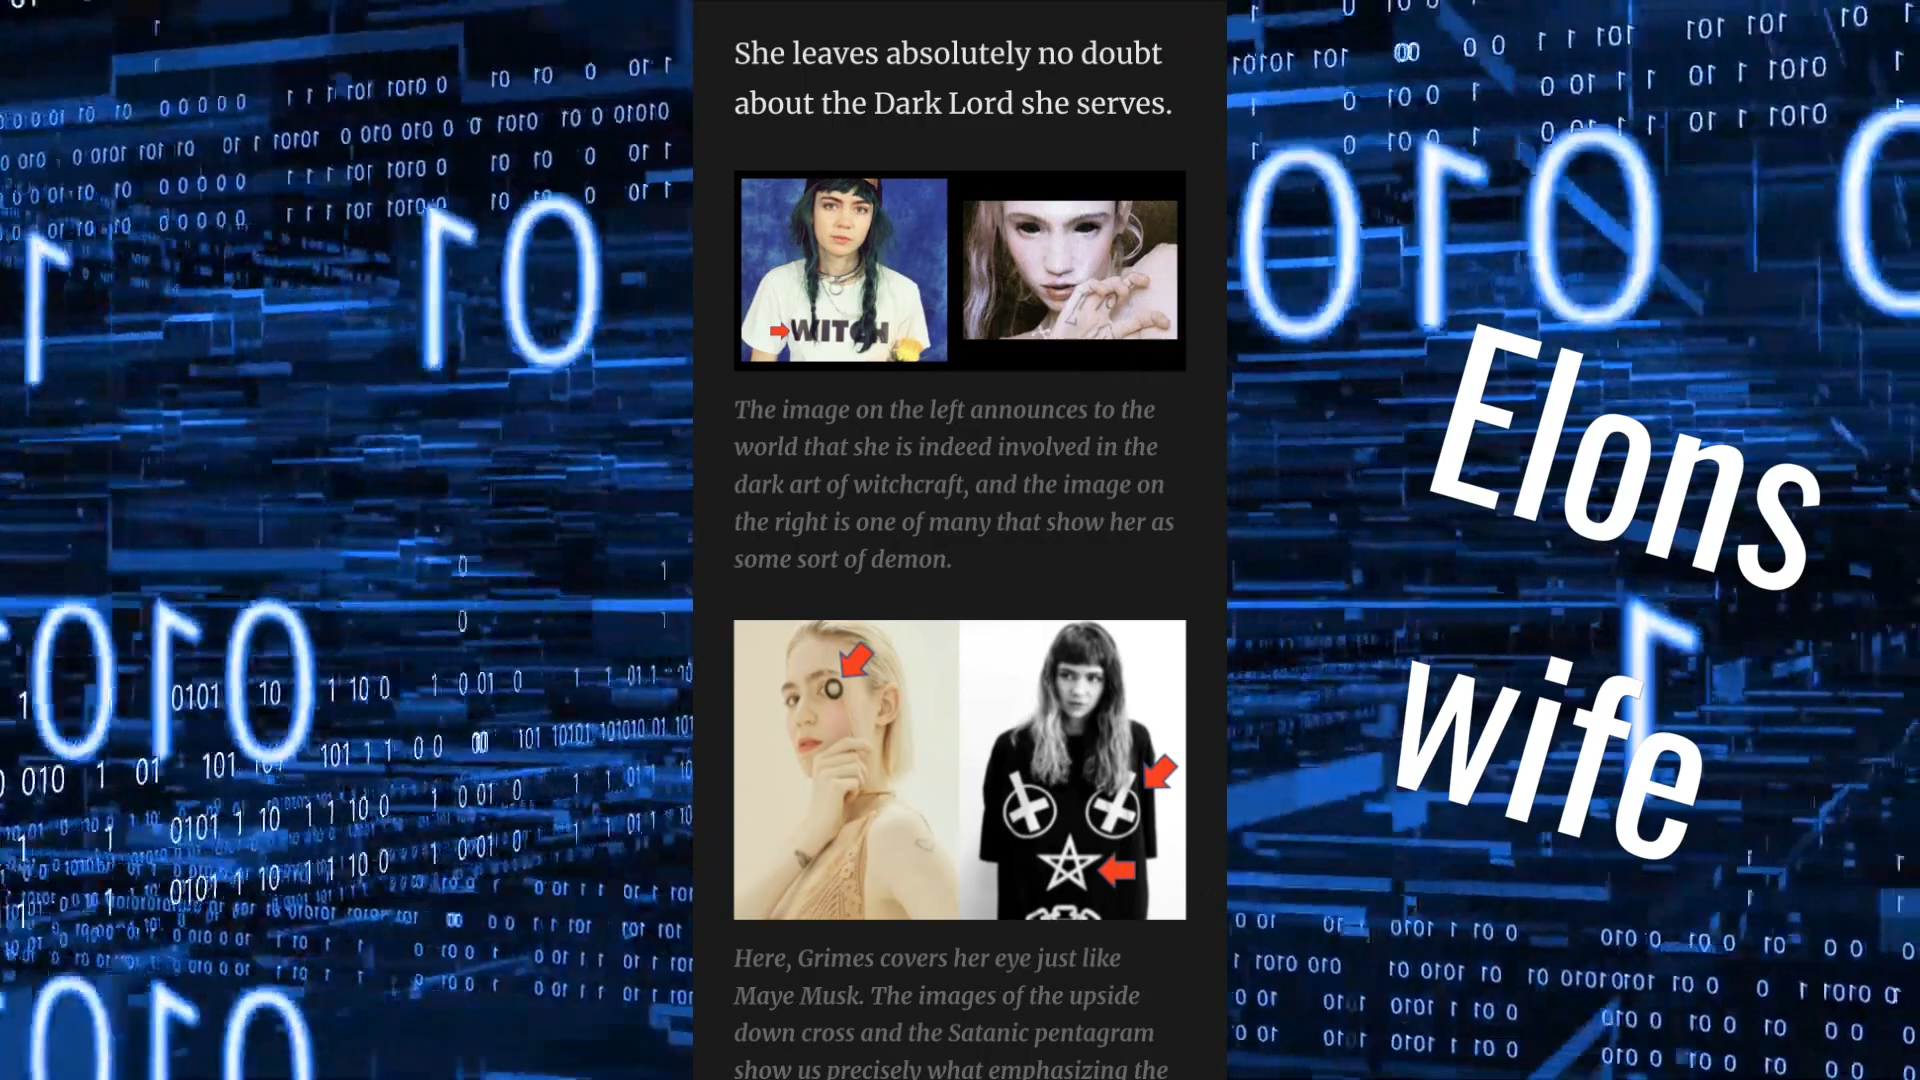 She leaves absolutely no doubt
about the Dark Lord she serves.
WITCH
The image on the left announces to the
world that she is indeed involved in the
dark art of witchcraft, and the image on
the right is one of many that show her as
some sort of demon.
Here, Grimes covers her eye just like
Maye Musk. The images of the upside
down cross and the Satanic pentagram
show us precisely what emphasizing the
Elons
wife